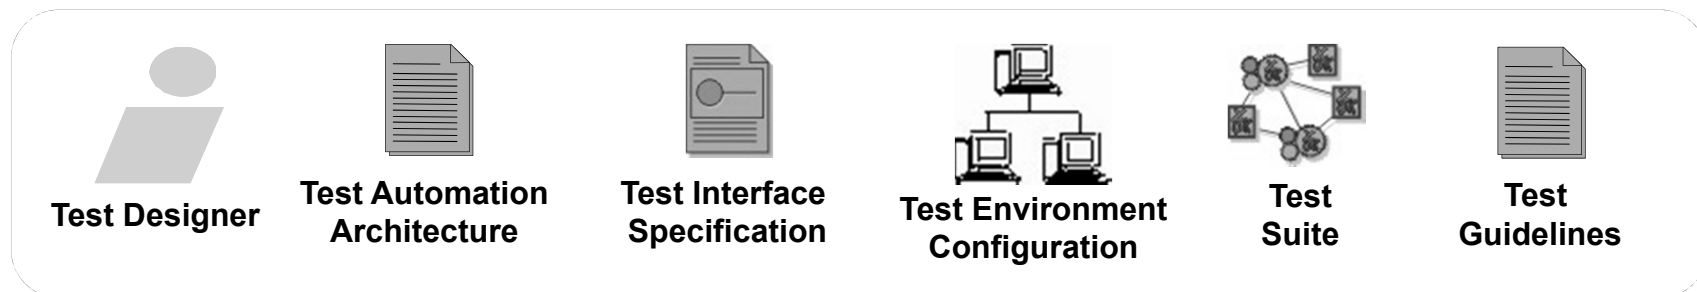 Test Designer
Test Automation
Architecture
Test Interface
Specification
Test Environment
Configuration
Test
Suite
Test
Guidelines